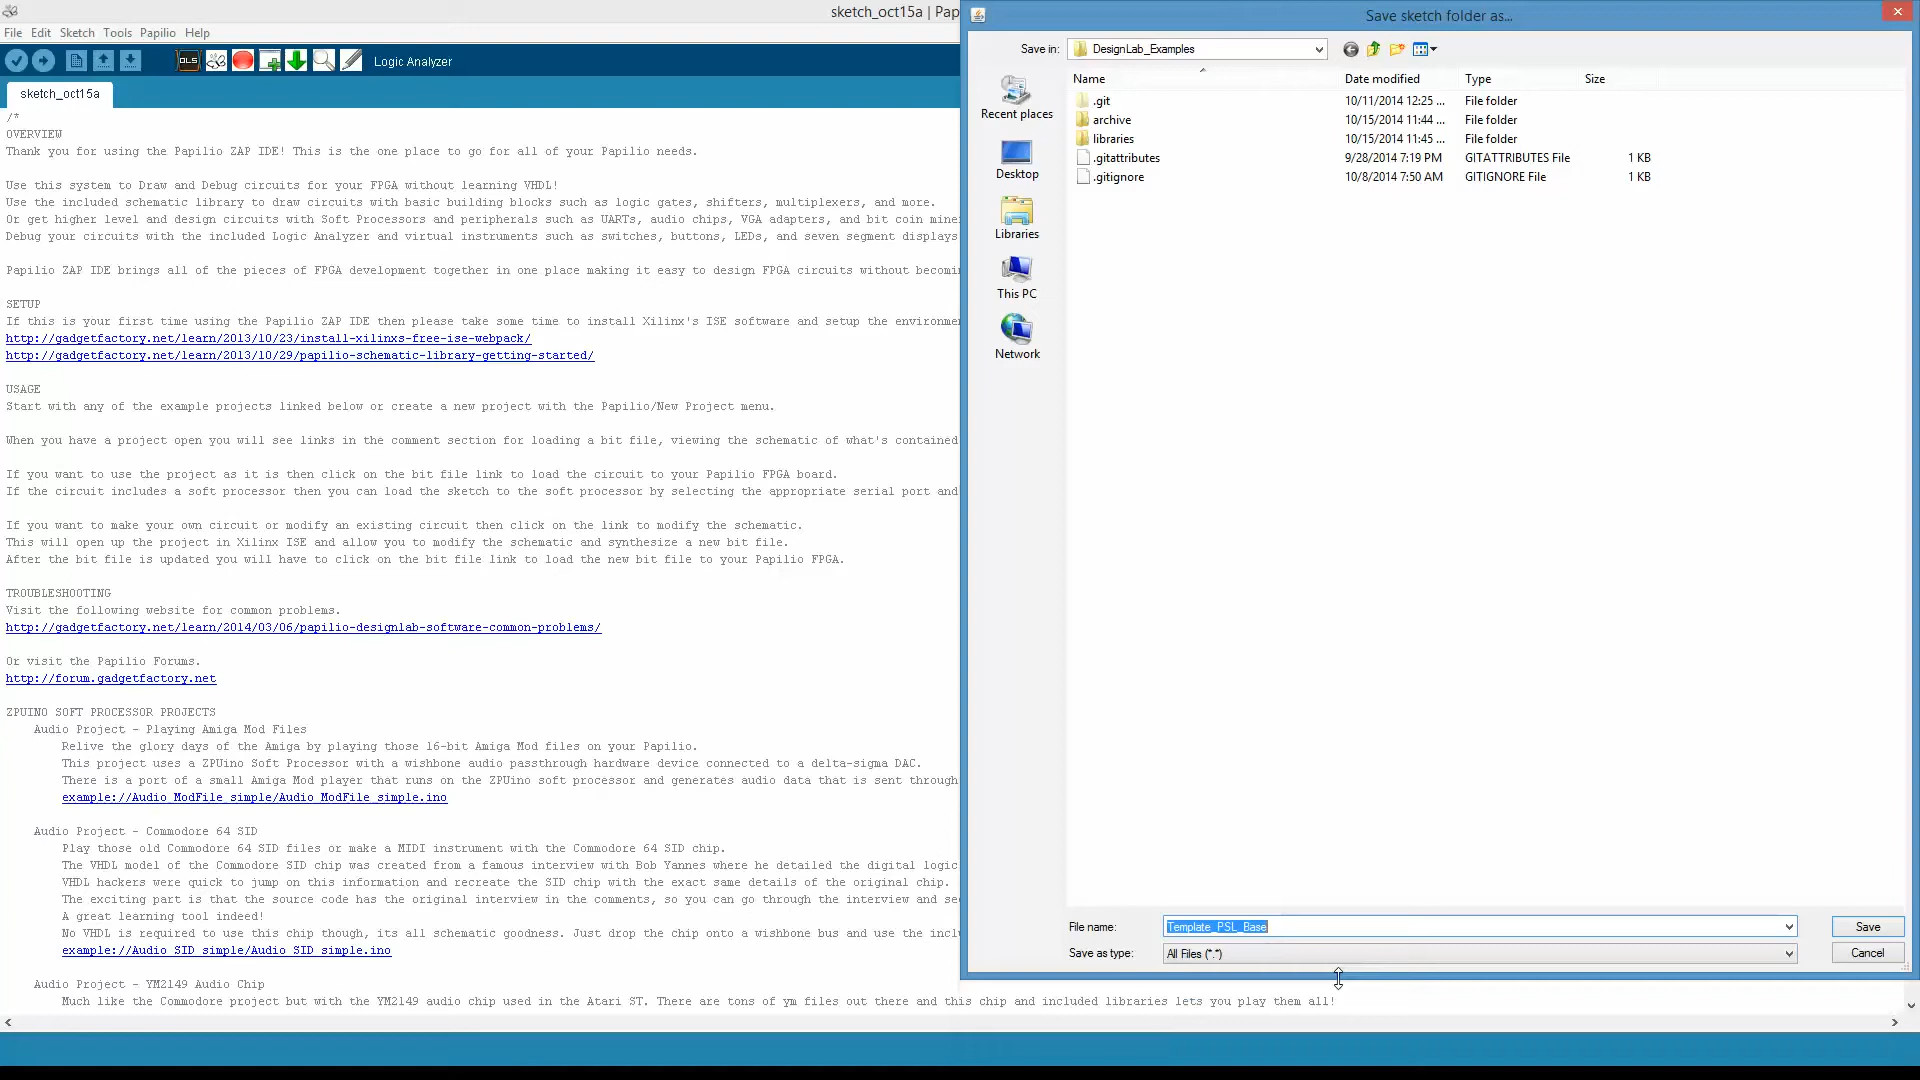 sketch_oct15a | Pap
File Edit Sketch Tools Papilio Help
OLS
Logic Analyzer
sketch_oct15a
/*
OVERVIEW
Thank you for using the Papilio ZAP IDE! This is the one place to go for all of your Papilio needs.
Use this system to Draw and Debug circuits for your FPGA without learning VHDL!
Use the included schematic library to draw circuits with basic building blocks such as logic gates, shifters, multiplexers, and more.
Or get higher level and design circuits with Soft Processors and peripherals such as UARTs, audio chips, VGA adapters, and bit coin mine
Debug your circuits with the included Logic Analyzer and virtual instruments such as switches, buttons, LEDs, and seven segment displays
Papilio ZAP IDE brings all of the pieces of FPGA development together in one place making it easy to design FPGA circuits without becomin
SETUP
If this is your first time using the Papilio ZAP IDE then please take some time to install Xilinx's ISE software and setup the environme
http://gadgetfactory.net/learn/2013/10/23/install-xilinxs-free-ise-webpack/
http://gadgetfactory.net/learn/2013/10/29/papilio-schematic-library-getting-started/
USAGE
Start with any of the example projects linked below or create a new project with the Papilio/New Project menu.
When you have a project open you will see links in the comment section for loading a bit file, viewing the schematic of what's contained
If you want to use the project as it is then click on the bit file link to load the circuit to your Papilio FPGA board.
If the circuit includes a soft processor then you can load the sketch to the soft processor by selecting the appropriate serial port and
If you want to make your own circuit or modify an existing circuit then click on the link to modify the schematic.
This will open up the project in Xilinx ISE and allow you to modify the schematic and synthesize a new bit file.
After the bit file is updated you will have to click on the bit file link to load the new bit file to your Papilio FPGA.
TROUBLESHOOTING
Visit the following website for common problems.
http://gadgetfactory.net/learn/2014/03/06/papilio-designlab-software-common-problems/
Or visit the Papilio Forums.
http://forum.gadgetfactory.net
ZPUINO SOFT PROCESSOR PROJECTS
Audio Project - Playing Amiga Mod Files
Relive the glory days of the Amiga by playing those 16-bit Amiga Mod files on your Papilio.
This project uses a ZPUino Soft Processor with a wishbone audio passthrough hardware device connected to a delta-sigma DAC.
There is a port of a small Amiga Mod player that runs on the ZPUino soft processor and generates audio data that is sent through
example://Audio_ModFile_simple/Audio_ModFile_simple.ino
Audio Project - Commodore 64 SID
Play those old Commodore 64 SID files or make a MIDI instrument with the Commodore 64 SID chip.
The VHDL model of the Commodore SID chip was created from a famous interview with Bob Yannes where he detailed the digital logic
VHDL hackers were quick to jump on this information and recreate the SID chip with the exact same details of the original chip.
The exciting part is that the source code has the original interview in the comments, so you can go through the interview and se
A great learning tool indeed!
No VHDL is required to use this chip though, its all schematic goodness. Just drop the chip onto a wishbone bus and use the incl
example://Audio_SID_simple/Audio_SID_simple.ino
Audio Project - YM2149 Audio Chip
Much like the Commodore project but with the YM2149 audio chip used in the Atari ST. There are tons of ym files out there and this chip and included libraries lets you play them all!
Save sketch folder as...
Save in: DesignLab_Examples
Recent places
Desktop
Libraries
This PC
Network
Name Date modified Type Size
.git 10/11/2014 12:25 ... File folder
archive 10/15/2014 11:44 ... File folder
libraries 10/15/2014 11:45 ... File folder
.gitattributes 9/28/2014 7:19 PM GITATTRIBUTES File 1 KB
.gitignore 10/8/2014 7:50 AM GITIGNORE File 1 KB
File name: Template_PSL_Base Save
Save as type: All Files (*.*) Cancel